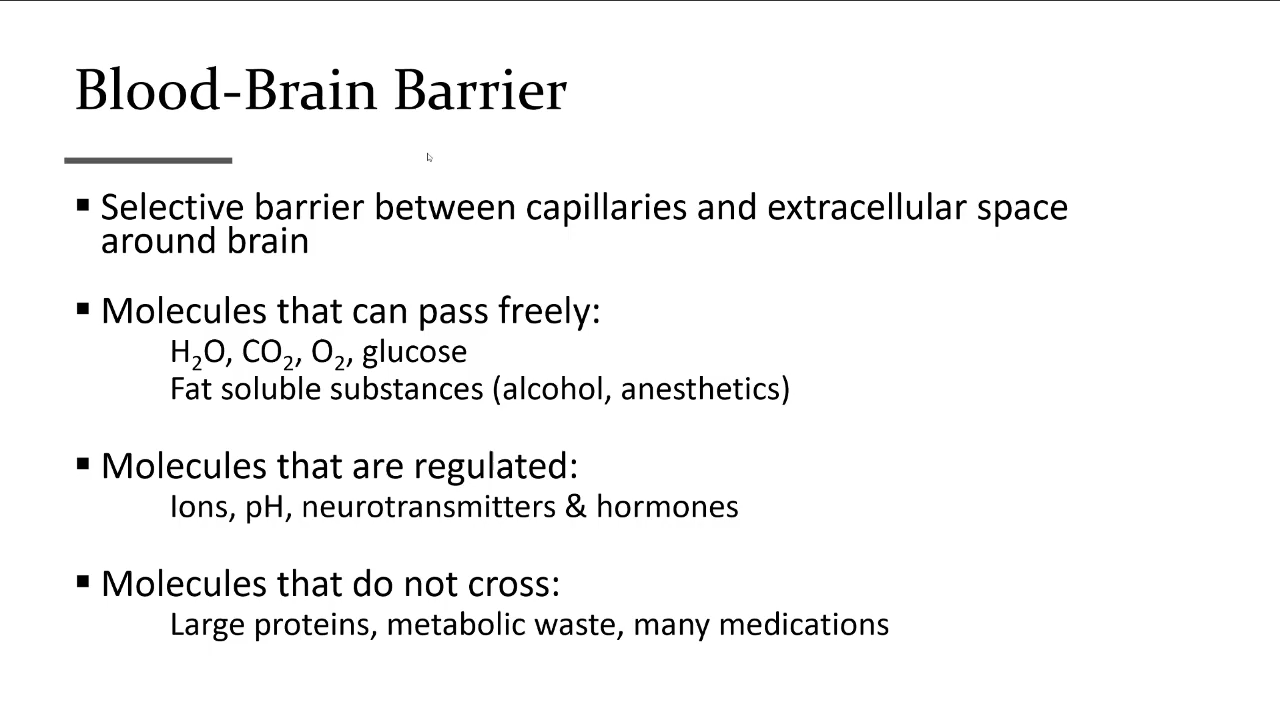 Blood-Brain Barrier
▪ Selective barrier between capillaries and extracellular space
around brain
▪ Molecules that can pass freely:
H₂O, CO₂, O₂, glucose
Fat soluble substances (alcohol, anesthetics)
▪ Molecules that are regulated:
Ions, pH, neurotransmitters & hormones
▪ Molecules that do not cross:
Large proteins, metabolic waste, many medications